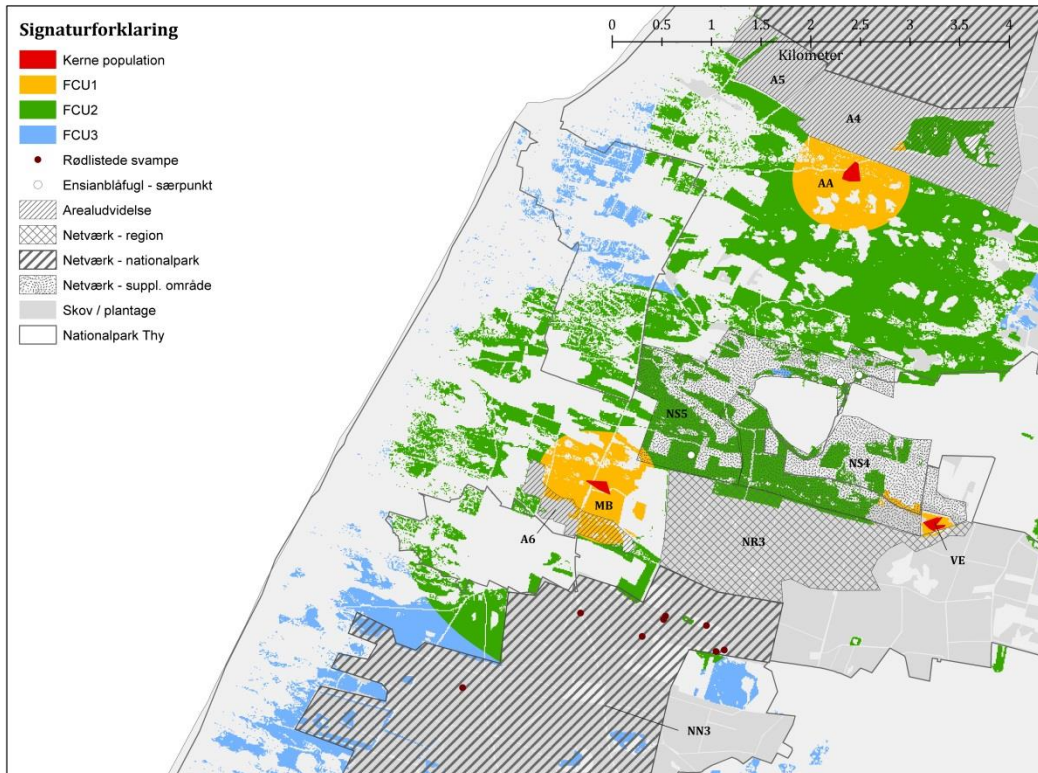 Signaturforklaring
Kerne population
FCU1
FCU2
FCU3
Rødlistede svampe
Ensianblåfugl - særpunkt
Arealudvidelse
Netværk - region
Netværk - nationalpark
Netværk - suppl. område
Skov / plantage
Nationalpark Thy
0 0.5 1 1.5 2 2.5 3 3.5 4
Kilometer
A5
A4
AA
NS5
NS4
MB
A6
NR3
VE
NN3